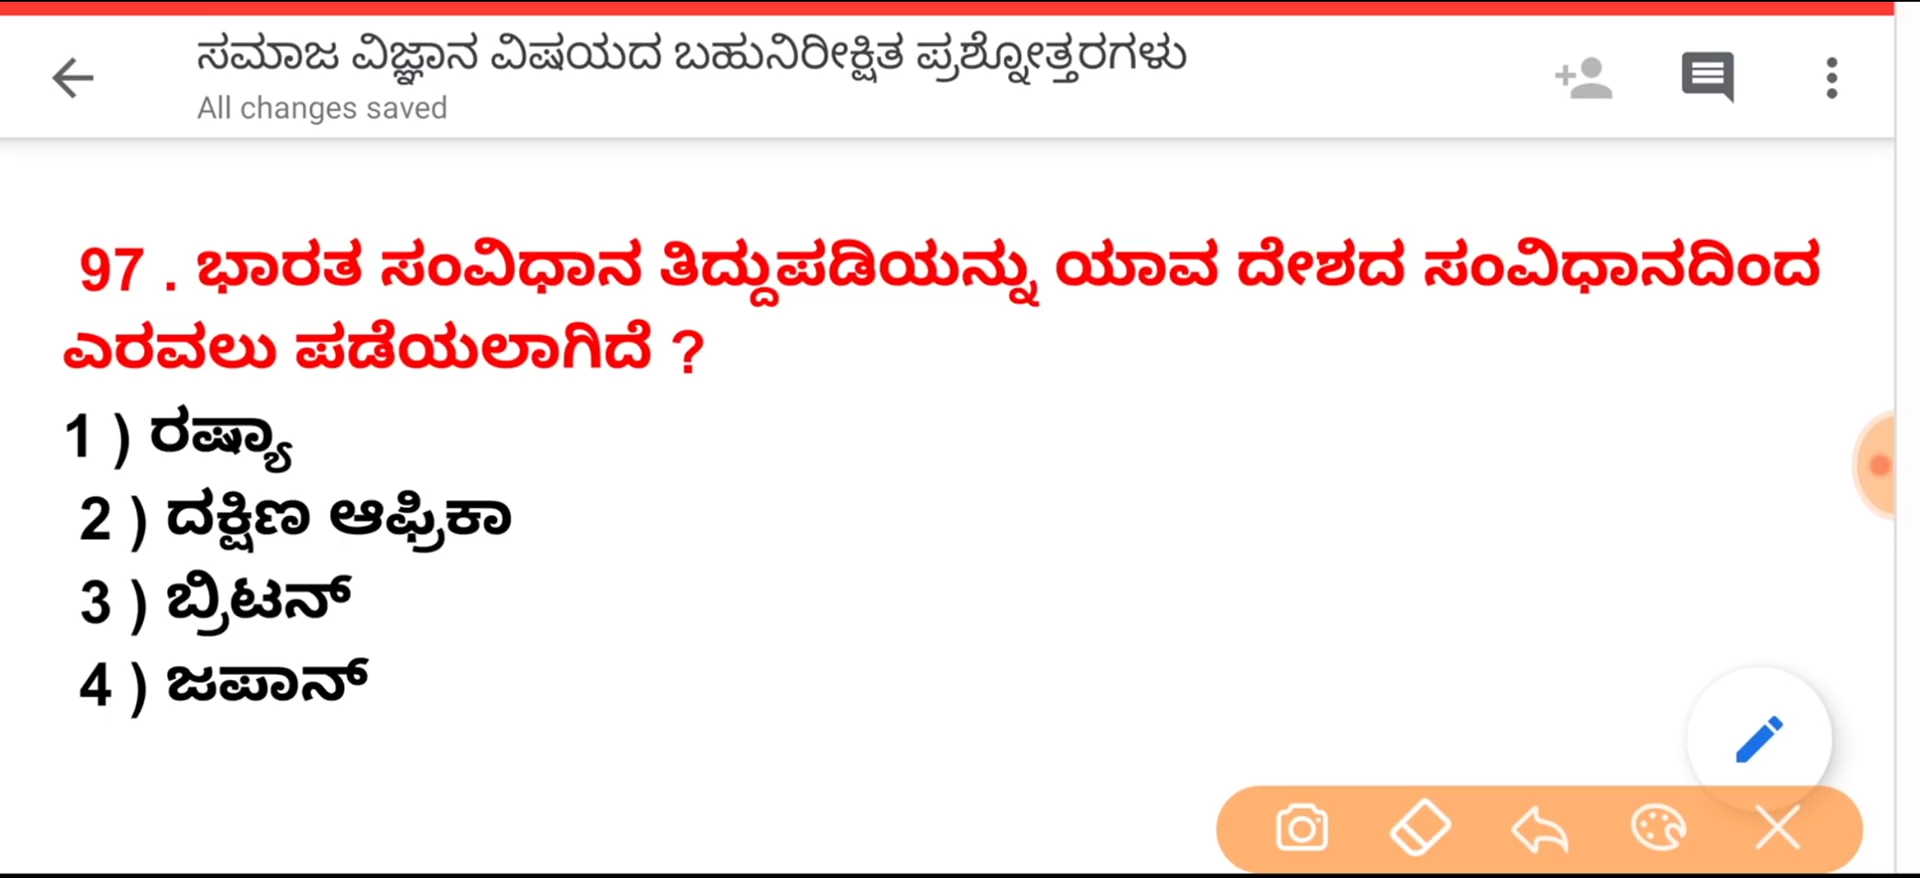 ಸಮಾಜ ವಿಜ್ಞಾನ ವಿಷಯದ ಬಹುನಿರೀಕ್ಷಿತ ಪ್ರಶ್ನೋತ್ತರಗಳು
All changes saved
97 . ಭಾರತ ಸಂವಿಧಾನ ತಿದ್ದುಪಡಿಯನ್ನು ಯಾವ ದೇಶದ ಸಂವಿಧಾನದಿಂದ
ಎರವಲು ಪಡೆಯಲಾಗಿದೆ ?
1 ) ರಷ್ಯಾ
2 ) ದಕ್ಷಿಣ ಆಫ್ರಿಕಾ
3 ) ಬ್ರಿಟನ್
4 ) ಜಪಾನ್